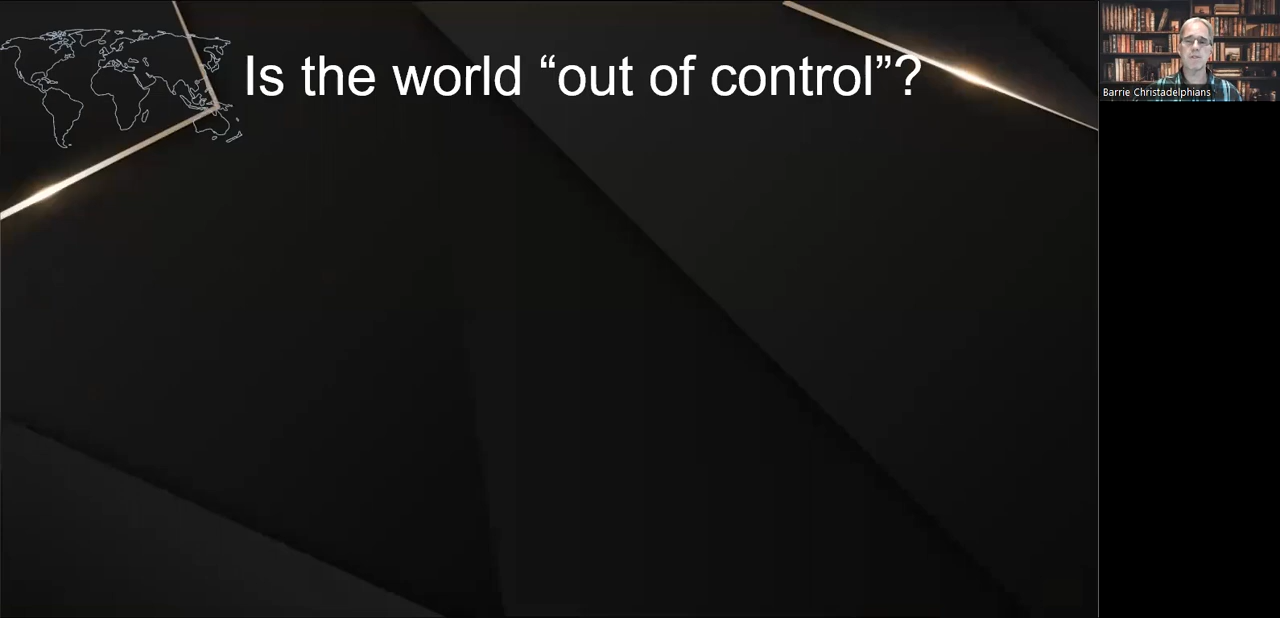 Is the world “out of control”?
Barrie Christadelphians